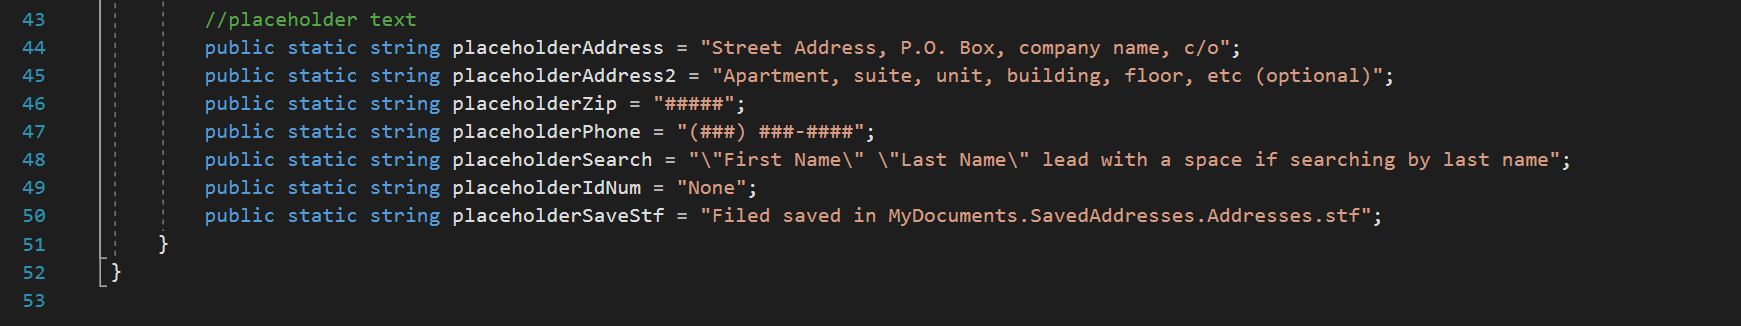 43 //placeholder text
44 public static string placeholderAddress = "Street Address, P.O. Box, company name, c/o";
45 public static string placeholderAddress2 = "Apartment, suite, unit, building, floor, etc (optional)";
46 public static string placeholderZip = "#####";
47 public static string placeholderPhone = "(###) ###-####";
48 public static string placeholderSearch = "\"First Name\" \"Last Name\" lead with a space if searching by last name";
49 public static string placeholderIdNum = "None";
50 public static string placeholderSaveStf = "Filed saved in MyDocuments.SavedAddresses.Addresses.stf";
51 }
52 }
53